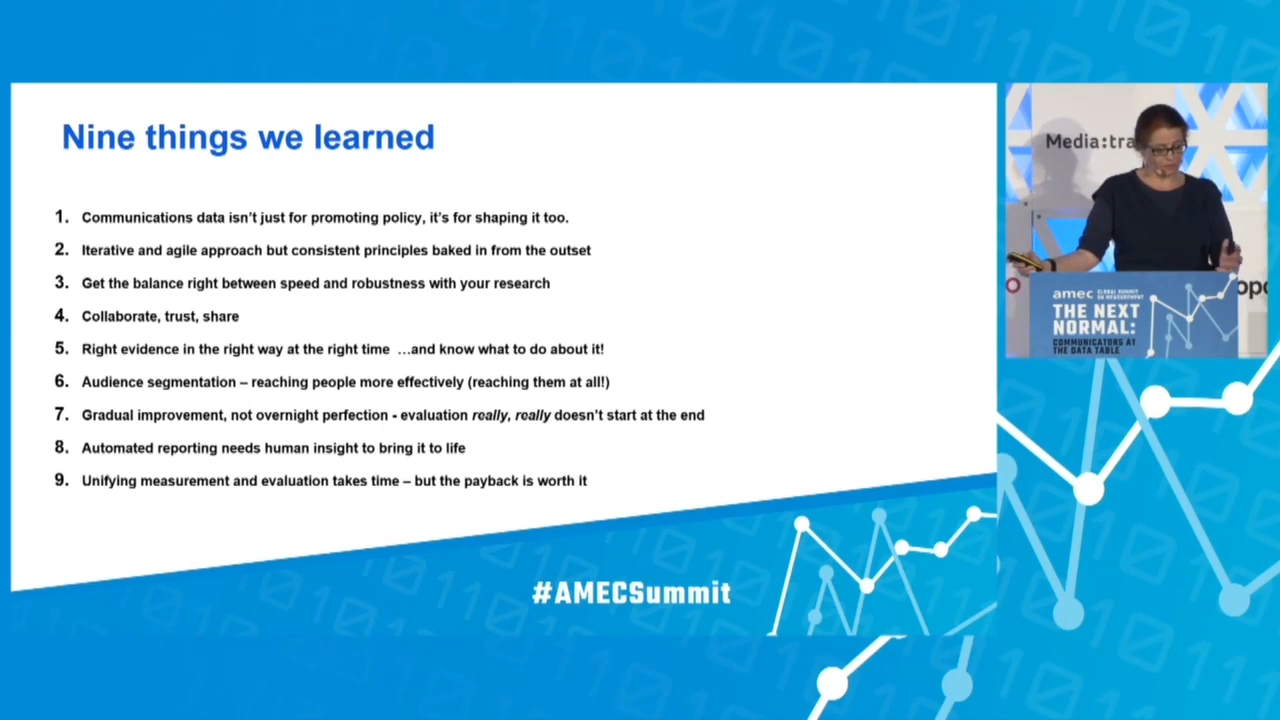 Nine things we learned
1. Communications data isn't just for promoting policy, it's for shaping it too.
2. Iterative and agile approach but consistent principles baked in from the outset
3. Get the balance right between speed and robustness with your research
4. Collaborate, trust, share
5. Right evidence in the right way at the right time …and know what to do about it!
6. Audience segmentation – reaching people more effectively (reaching them at all!)
7. Gradual improvement, not overnight perfection - evaluation really, really doesn't start at the end
8. Automated reporting needs human insight to bring it to life
9. Unifying measurement and evaluation takes time – but the payback is worth it
#AMECSummit
Media:tra
amec GLOBAL SUMMIT
ON MEASUREMENT
THE NEXT
NORMAL:
COMMUNICATORS AT
THE DATA TABLE